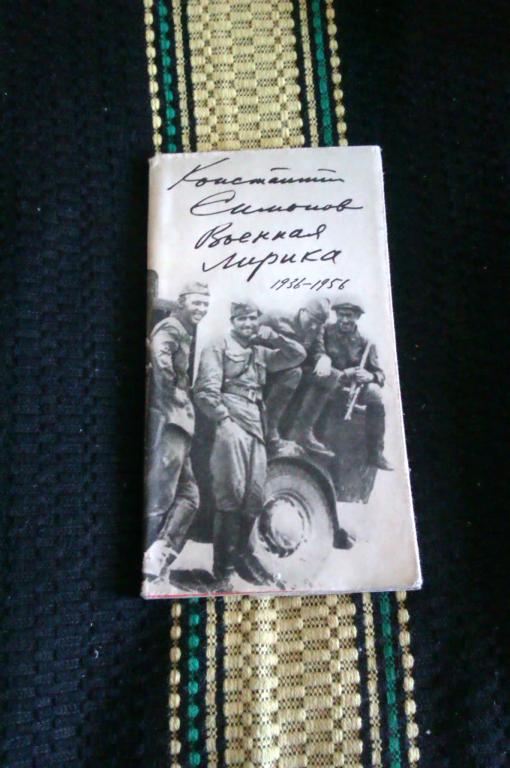 Константин
Симонов
Военная
лирика
1936-1956